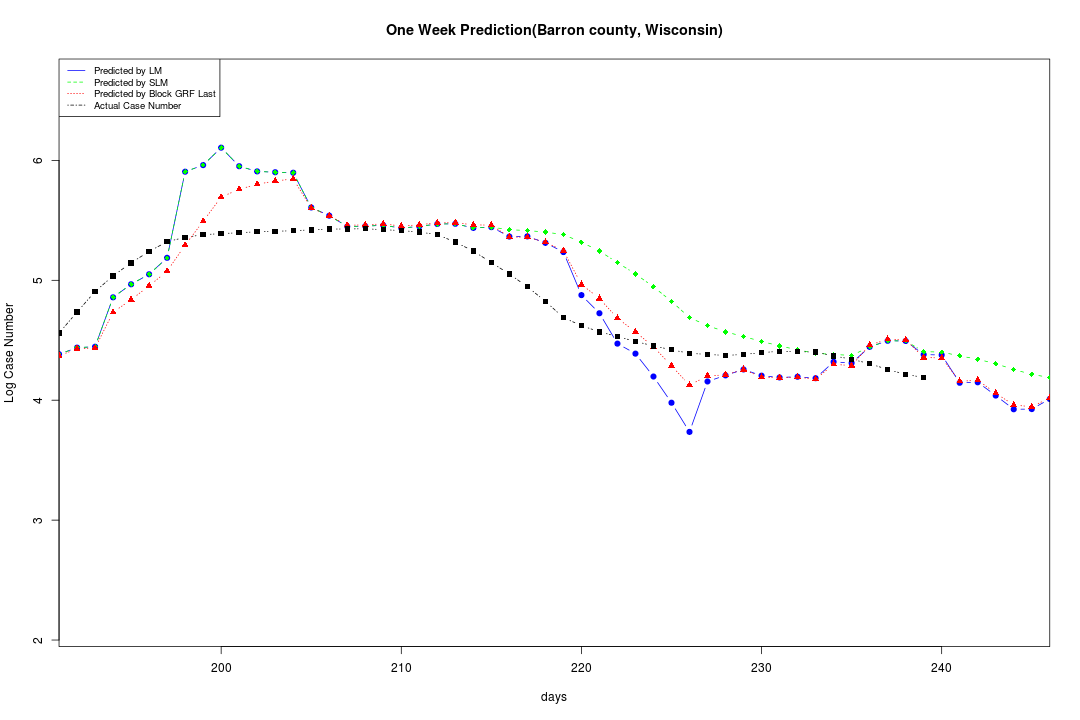 One Week Prediction(Barron county, Wisconsin)
Predicted by LM
Predicted by SLM
Predicted by Block GRF Last
Actual Case Number
6
5
4
3
2
Log Case Number
200 210 220 230 240
days